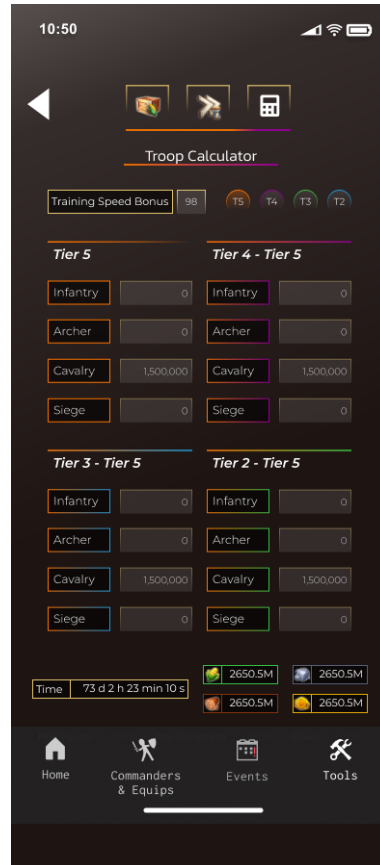 10:50
Troop Calculator
Training Speed Bonus 98 T5 T4 T3 T2
Tier 5
Infantry 0
Archer 0
Cavalry 1,500,000
Siege 0
Tier 4 - Tier 5
Infantry 0
Archer 0
Cavalry 1,500,000
Siege 0
Tier 3 - Tier 5
Infantry 0
Archer 0
Cavalry 1,500,000
Siege 0
Tier 2 - Tier 5
Infantry 0
Archer 0
Cavalry 1,500,000
Siege 0
Time 73 d 2 h 23 min 10 s
2650.5M 2650.5M
2650.5M 2650.5M
Home
Commanders
& Equips
Events
Tools